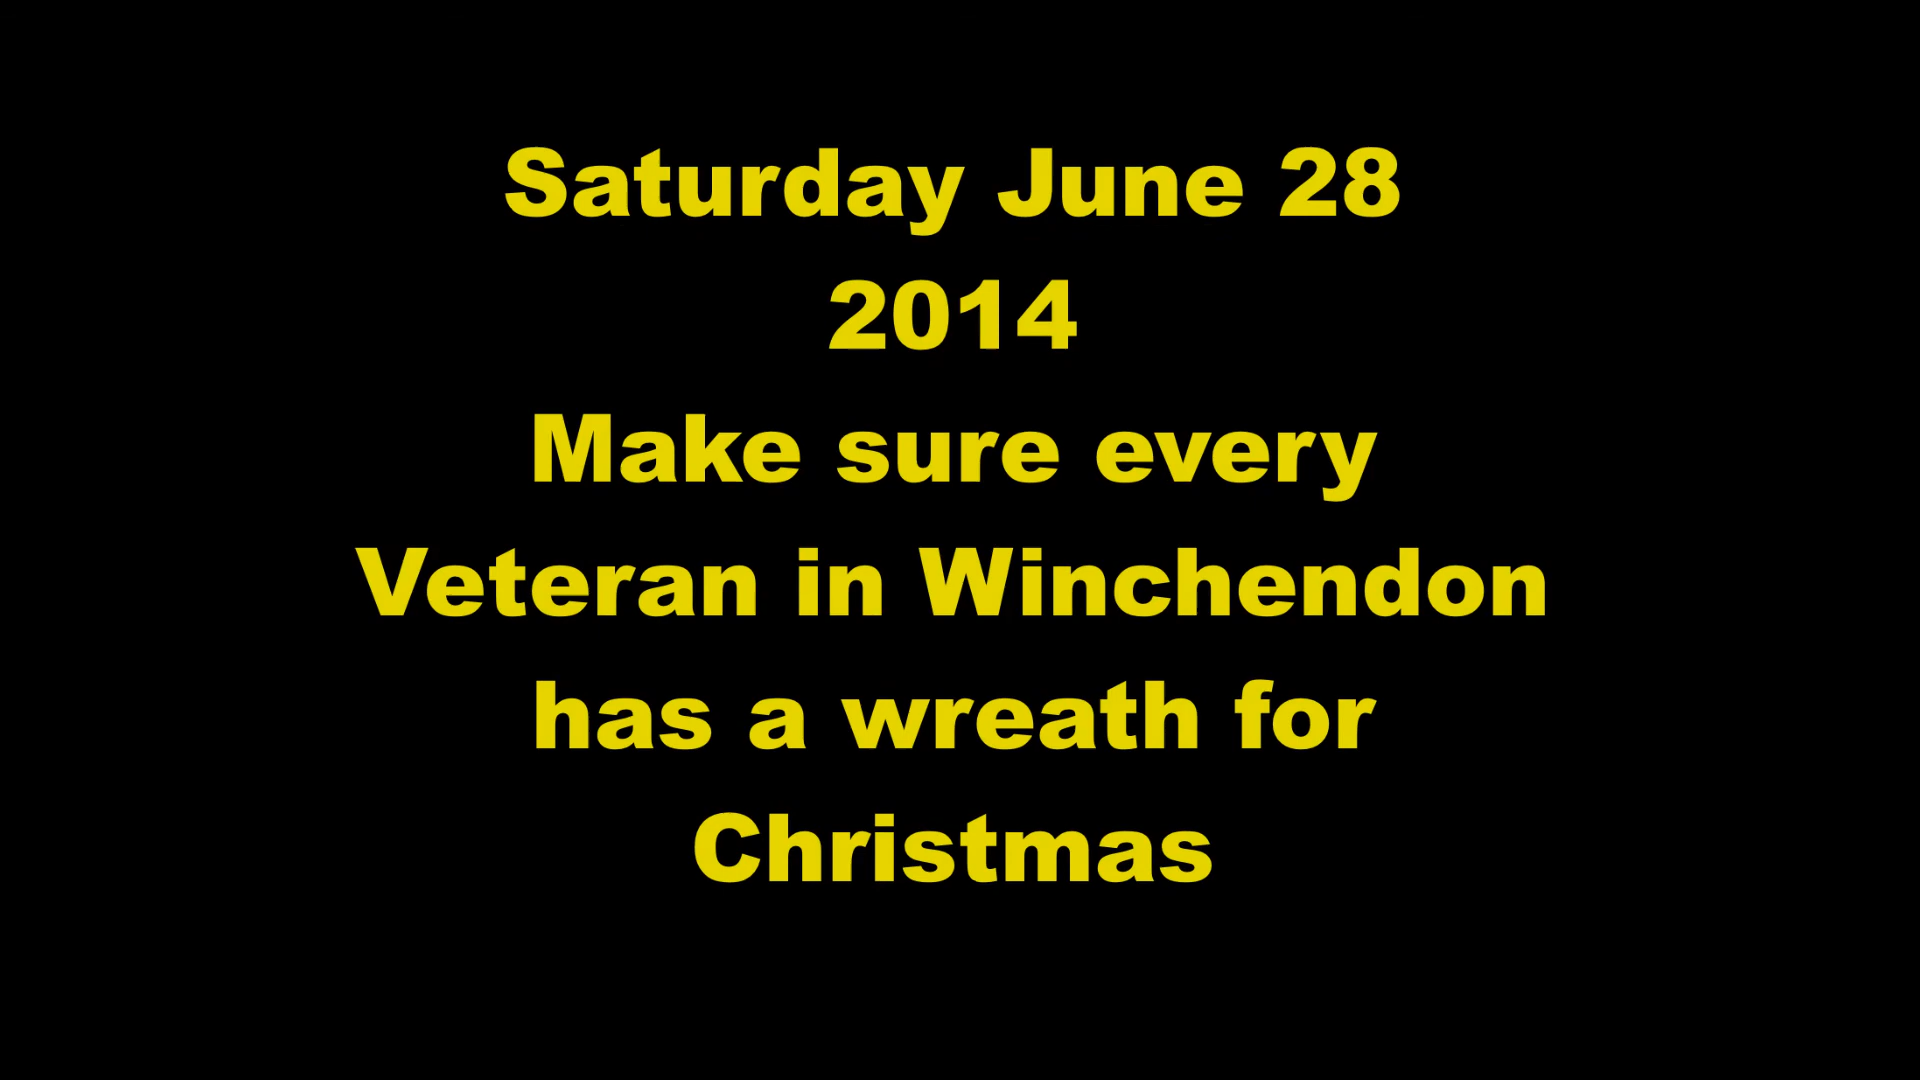 Saturday June 28
2014
Make sure every
Veteran in Winchendon
has a wreath for
Christmas